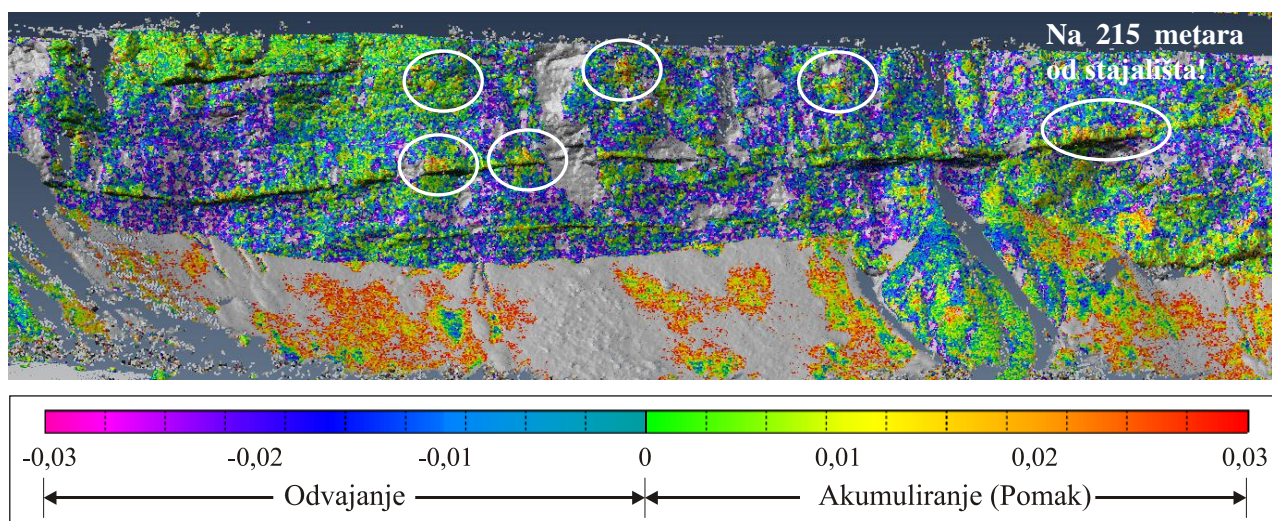 Na 215 metara
od stajališta!
-0,03 -0,02 -0,01 0 0,01 0,02 0,03
Odvajanje Akumuliranje (Pomak)